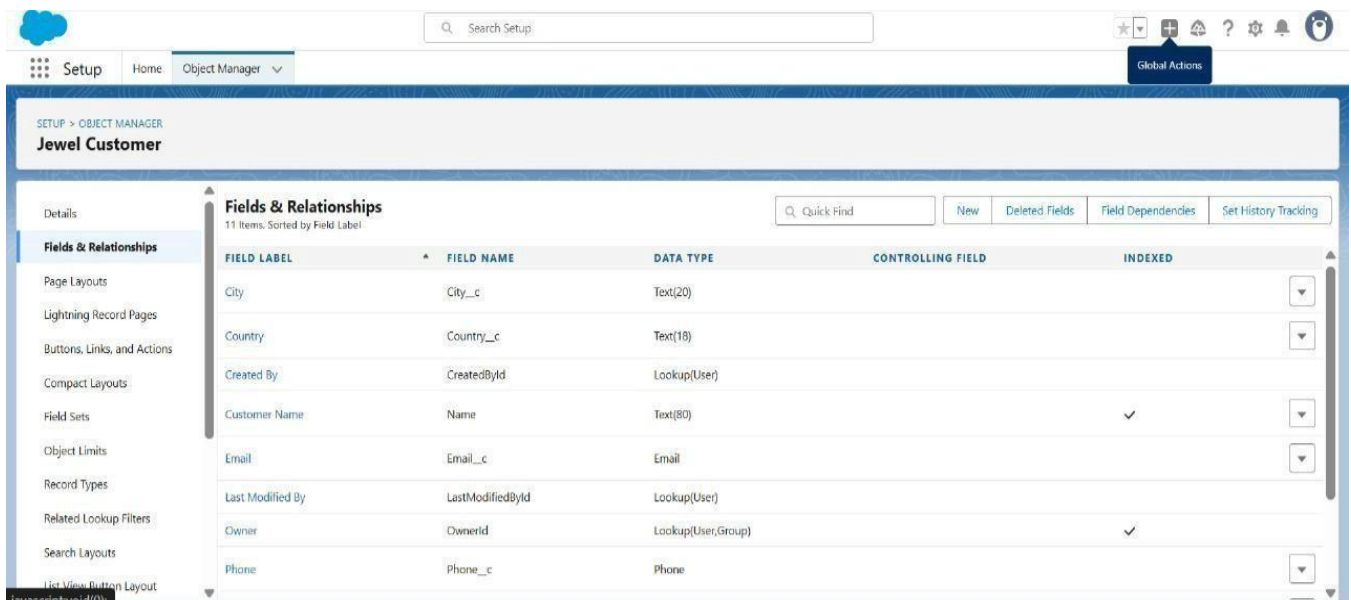 Search Setup
Global Actions
Setup Home Object Manager
SETUP > OBJECT MANAGER
Jewel Customer
Details
Fields & Relationships
Page Layouts
Lightning Record Pages
Buttons, Links, and Actions
Compact Layouts
Field Sets
Object Limits
Record Types
Related Lookup Filters
Search Layouts
List View Button Layout
Fields & Relationships
11 Items. Sorted by Field Label
Quick Find New Deleted Fields Field Dependencies Set History Tracking
FIELD LABEL FIELD NAME DATA TYPE CONTROLLING FIELD INDEXED
City City__c Text(20)
Country Country__c Text(18)
Created By CreatedById Lookup(User)
Customer Name Name Text(80)
Email Email__c Email
Last Modified By LastModifiedById Lookup(User)
Owner OwnerId Lookup(User,Group)
Phone Phone__c Phone